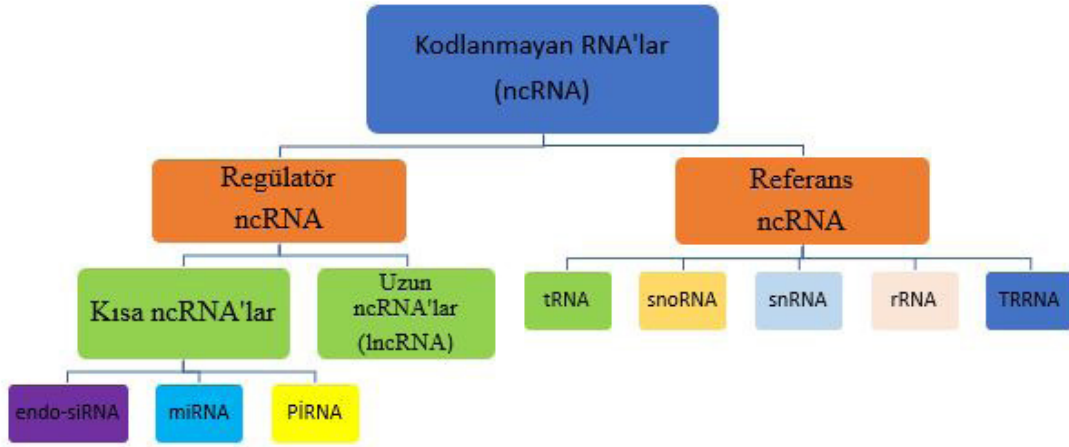 Kodlanmayan RNA'lar
(ncRNA)
Regülatör
ncRNA
Referans
ncRNA
Kısa ncRNA'lar
Uzun
ncRNA'lar
(lncRNA)
tRNA
snoRNA
snRNA
rRNA
TRRNA
endo-siRNA
miRNA
PİRNA